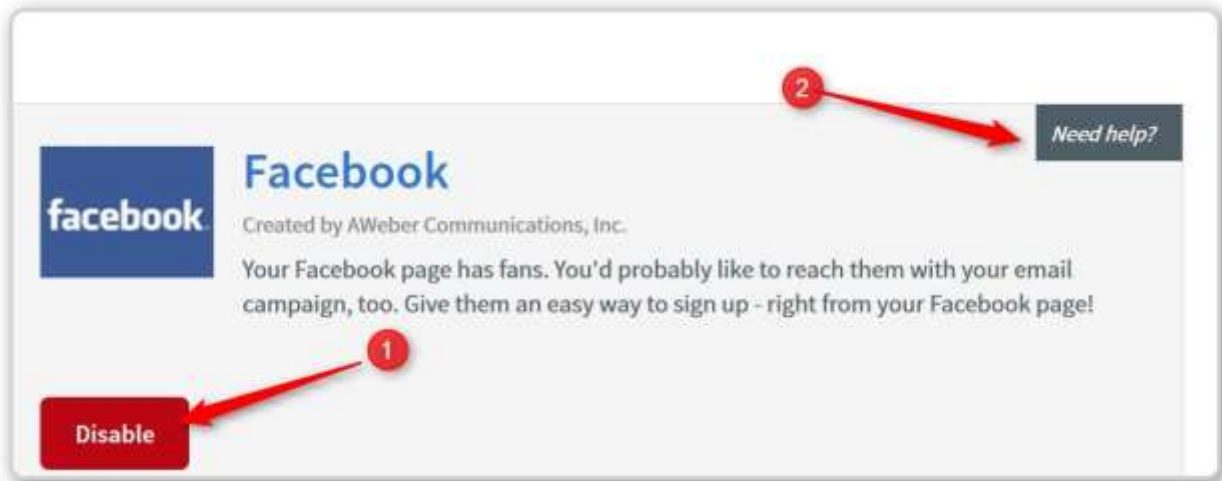 2
Need help?
Facebook
facebook
Created by AWeber Communications, Inc.
Your Facebook page has fans. You'd probably like to reach them with your email
campaign, too. Give them an easy way to sign up - right from your Facebook page!
1
Disable